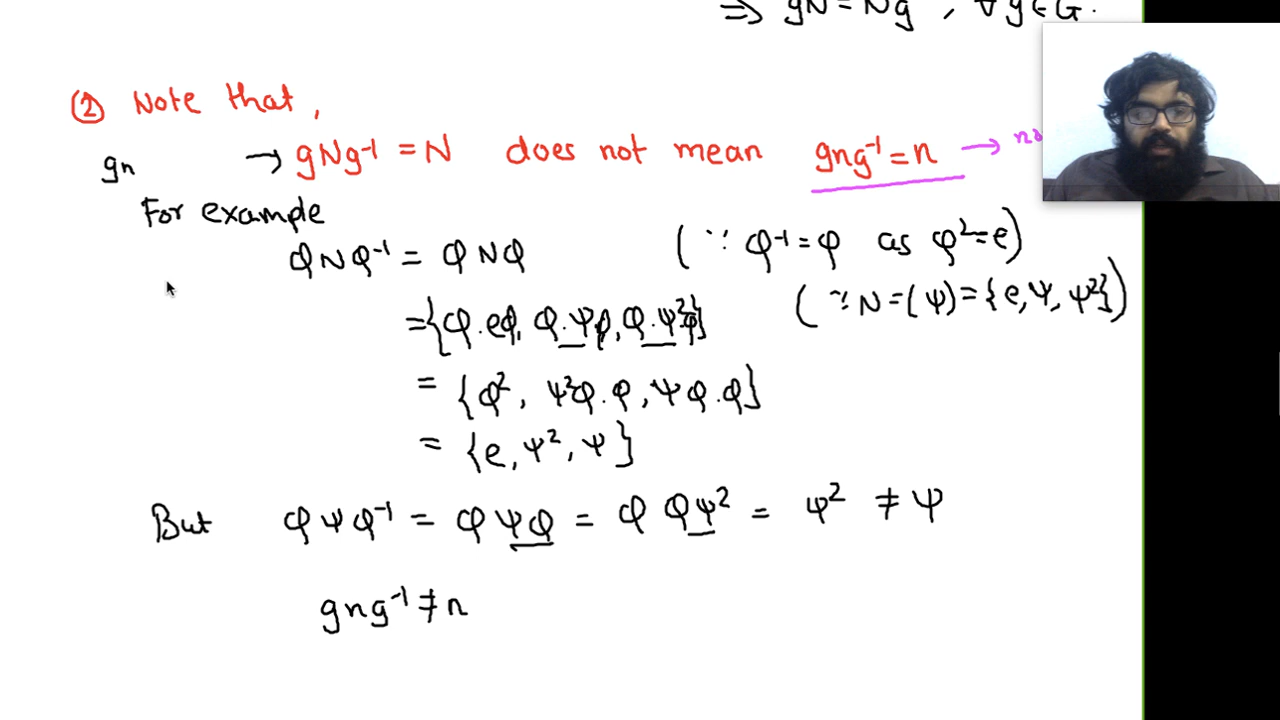 ⇒ gN = Ng , ∀ g ∈ G.
② Note that,
gn → gNg⁻¹ = N does not mean gng⁻¹ = n →
For example
φNφ⁻¹ = φNφ (∵ φ⁻¹ = φ as φ² = e)
= {φ.eφ, φ.Ψφ, φ.Ψ²φ} (∵ N = (Ψ) = {e, Ψ, Ψ²})
= {φ², Ψ²φ.φ, Ψφ.φ}
= {e, Ψ², Ψ}
But φΨφ⁻¹ = φΨφ = φφΨ² = Ψ² ≠ Ψ
gng⁻¹ ≠ n